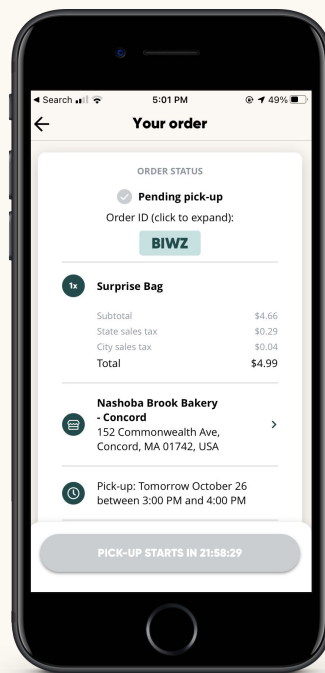 Search 5:01 PM 49%
Your order
ORDER STATUS
Pending pick-up
Order ID (click to expand):
BIWZ
1x Surprise Bag
Subtotal $4.66
State sales tax $0.29
City sales tax $0.04
Total $4.99
Nashoba Brook Bakery
- Concord
152 Commonwealth Ave,
Concord, MA 01742, USA
Pick-up: Tomorrow October 26
between 3:00 PM and 4:00 PM
PICK-UP STARTS IN 21:58:29